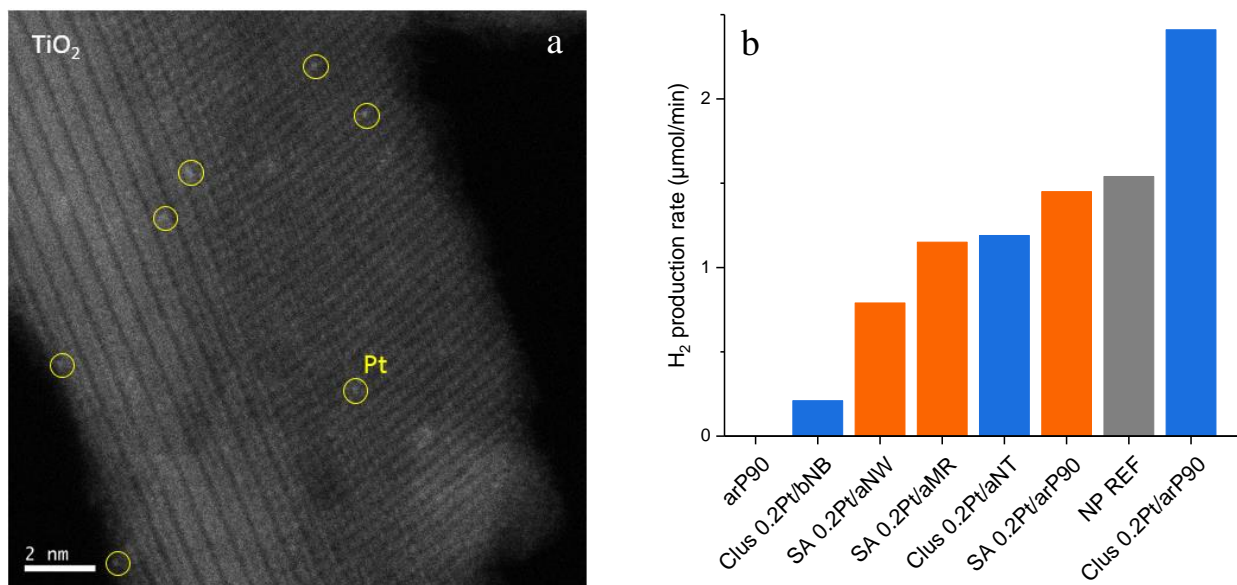 TiO₂
a
Pt
2 nm
b
H₂ production rate (μmol/min)
2
1
0
arP90
Clus 0.2Pt/bNB
SA 0.2Pt/aNW
SA 0.2Pt/aMR
Clus 0.2Pt/aNT
SA 0.2Pt/arP90
NP REF
Clus 0.2Pt/arP90